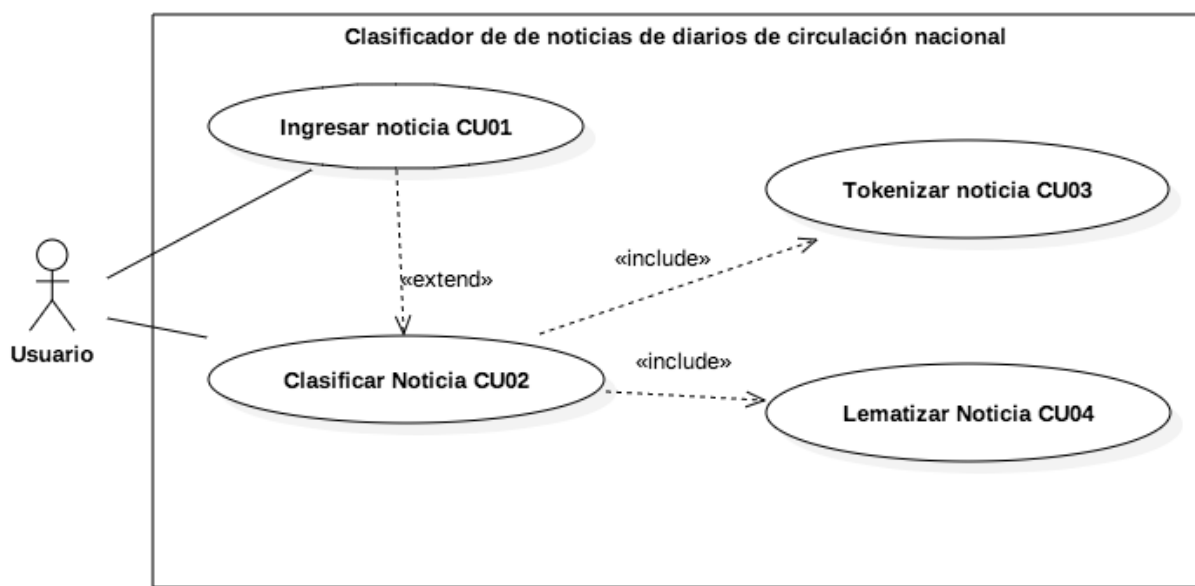 Clasificador de de noticias de diarios de circulación nacional
Ingresar noticia CU01
Tokenizar noticia CU03
«include»
«extend»
Usuario
«include»
Clasificar Noticia CU02
Lematizar Noticia CU04